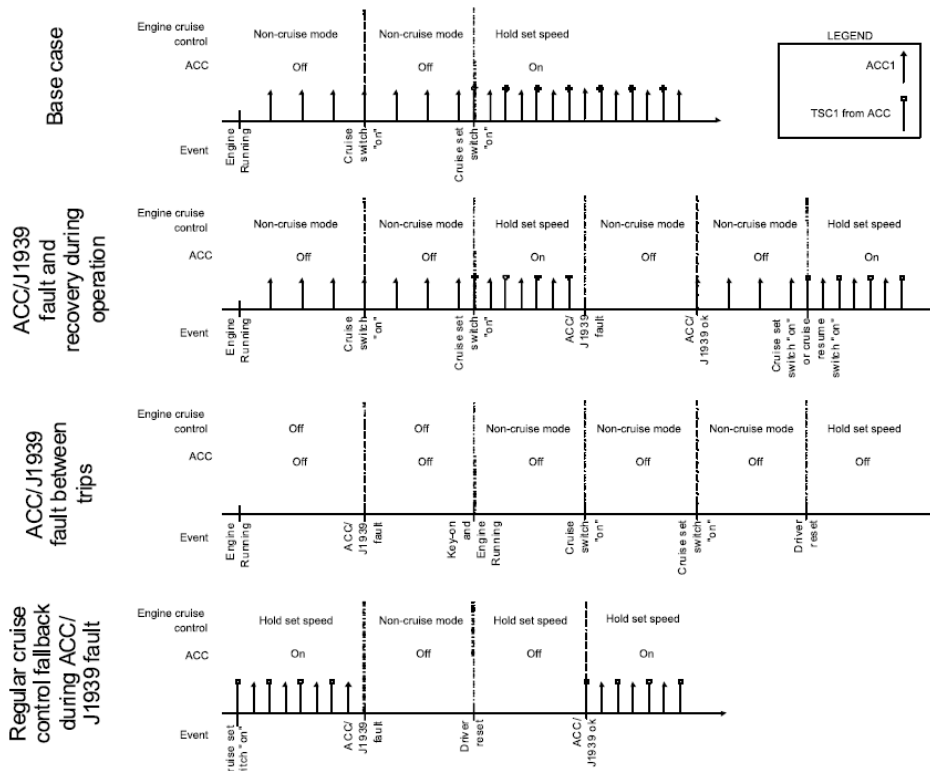 Base case
Engine cruise
control
Non-cruise mode
Non-cruise mode
Hold set speed
ACC
Off
Off
On
Event
Engine
Running
Cruise
switch
"on"
Cruise set
switch
"on"
LEGEND
ACC1
TSC1 from ACC
ACC/J1939
fault and
recovery during
operation
Engine cruise
control
Non-cruise mode
Non-cruise mode
Hold set speed
Non-cruise mode
Non-cruise mode
Hold set speed
ACC
Off
Off
On
Off
Off
On
Event
Engine
Running
Cruise
switch
"on"
Cruise set
switch
"on"
ACC/
J1939
fault
ACC/
J1939 ok
Cruise set
switch "on"
or cruise
resume
switch "on"
ACC/J1939
fault between
trips
Engine cruise
control
Off
Off
Non-cruise mode
Non-cruise mode
Non-cruise mode
Hold set speed
ACC
Off
Off
Off
Off
Off
Off
Event
Engine
Running
ACC/
J1939
fault
Key-on and
Engine
Running
Cruise
switch
"on"
Cruise set
switch
"on"
Driver
reset
Regular cruise
control fallback
during ACC/
J1939 fault
Engine cruise
control
Hold set speed
Non-cruise mode
Hold set speed
Hold set speed
ACC
On
Off
Off
On
Event
ruise set
itch "on"
ACC/
J1939
fault
Driver
reset
ACC/
J1939 ok